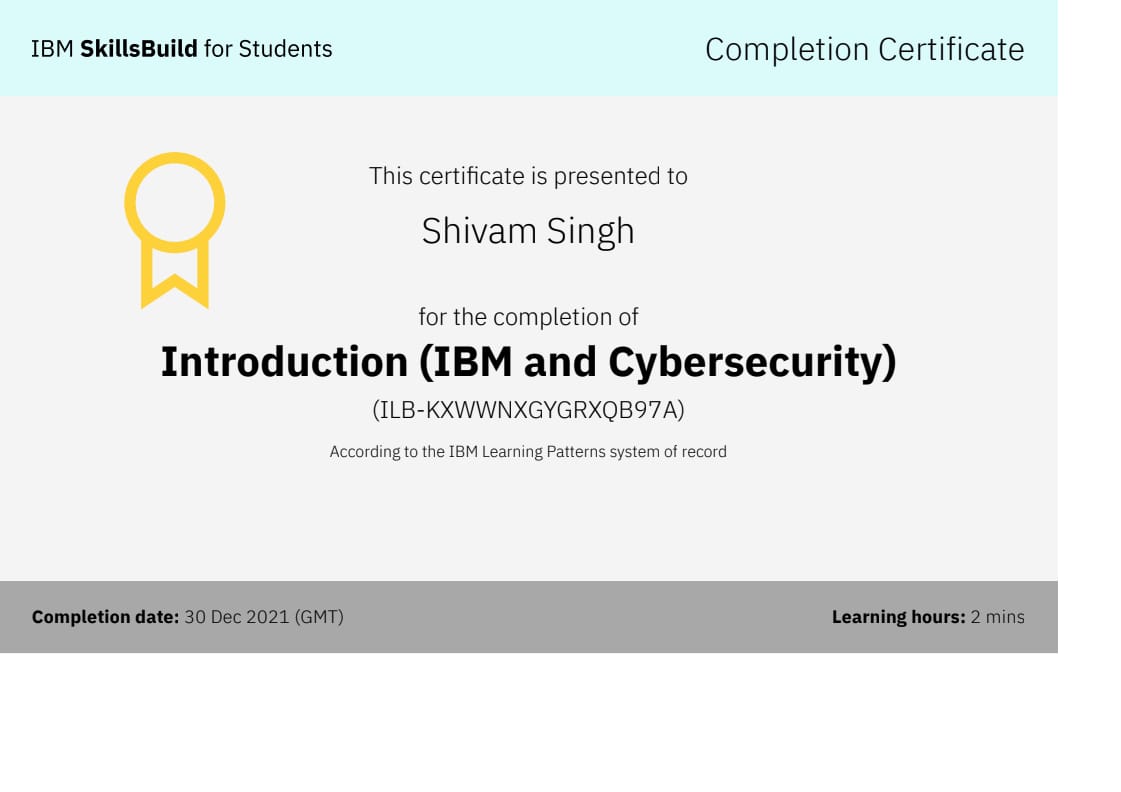 IBM SkillsBuild for Students
Completion Certificate
This certificate is presented to
Shivam Singh
for the completion of
Introduction (IBM and Cybersecurity)
(ILB-KXWWNXGYGRXQB97A)
According to the IBM Learning Patterns system of record
Completion date: 30 Dec 2021 (GMT)
Learning hours: 2 mins